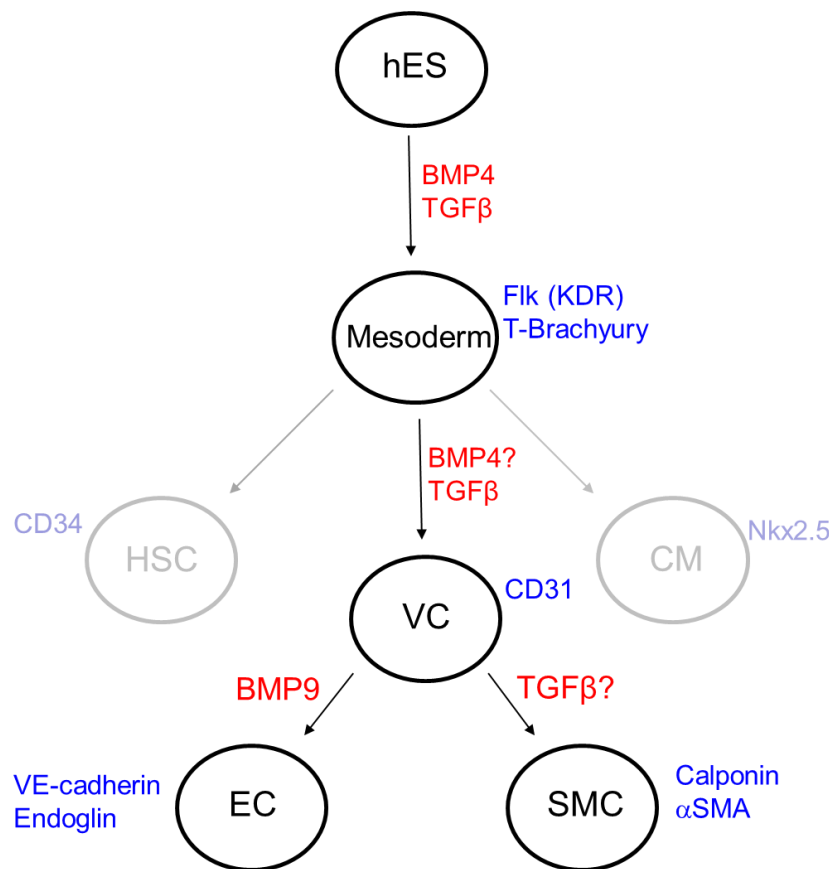 hES
BMP4
TGFβ
Flk (KDR)
T-Brachyury
Mesoderm
BMP4?
TGFβ
CD34
HSC
CM
Nkx2.5
CD31
VC
BMP9
TGFβ?
VE-cadherin
Endoglin
EC
SMC
Calponin
αSMA